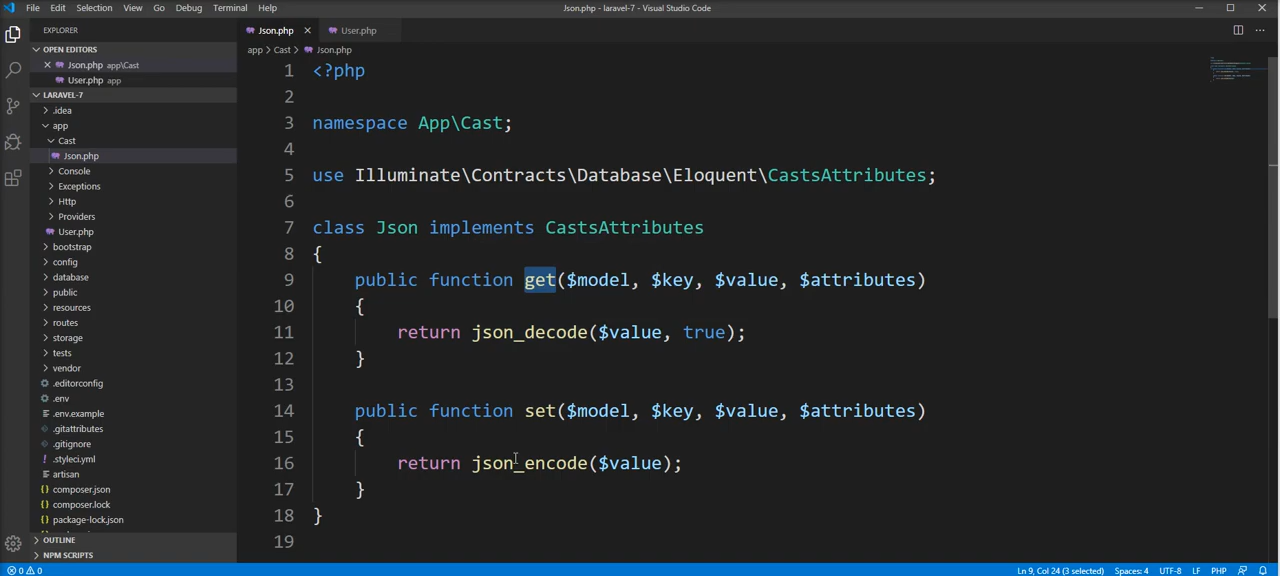 File Edit Selection View Go Debug Terminal Help Json.php - laravel-7 - Visual Studio Code
EXPLORER
OPEN EDITORS
Json.php app\Cast
User.php app
LARAVEL-7
.idea
app
Cast
Json.php
Console
Exceptions
Http
Providers
User.php
bootstrap
config
database
public
resources
routes
storage
tests
vendor
.editorconfig
.env
.env.example
.gitattributes
.gitignore
.styleci.yml
artisan
composer.json
composer.lock
package-lock.json
OUTLINE
NPM SCRIPTS
Json.php User.php
app > Cast > Json.php
1 <?php
2
3 namespace App\Cast;
4
5 use Illuminate\Contracts\Database\Eloquent\CastsAttributes;
6
7 class Json implements CastsAttributes
8 {
9 public function get($model, $key, $value, $attributes)
10 {
11 return json_decode($value, true);
12 }
13
14 public function set($model, $key, $value, $attributes)
15 {
16 return json_encode($value);
17 }
18 }
19
0 0 Ln 9, Col 24 (3 selected) Spaces: 4 UTF-8 LF PHP